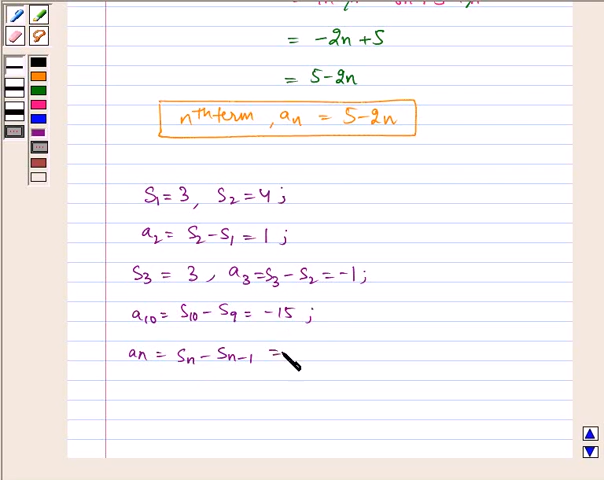 = -2n + 5
= 5-2n
nth term, an = 5-2n
S1 = 3, S2 = 4;
a2 = S2 - S1 = 1;
S3 = 3, a3 = S3 - S2 = -1;
a10 = S10 - S9 = -15;
an = Sn - Sn-1 =